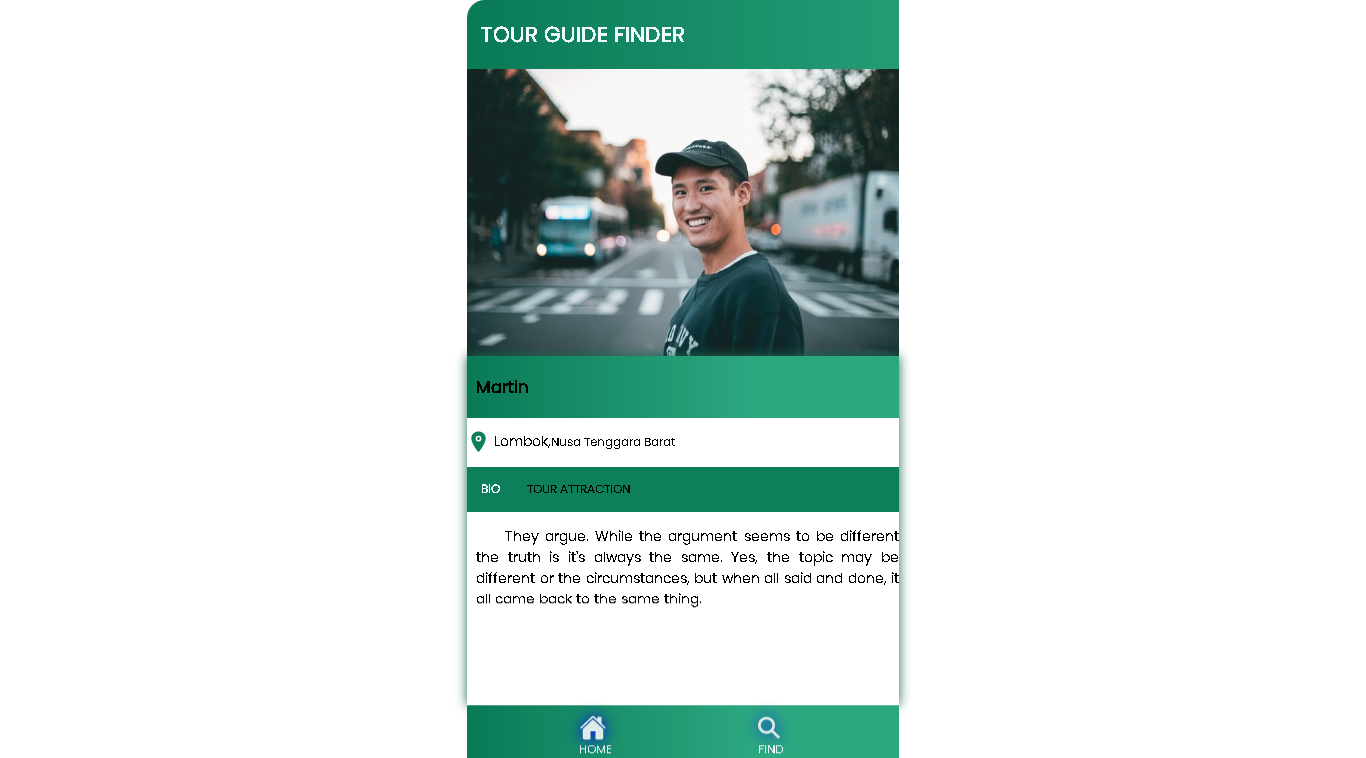 TOUR GUIDE FINDER
Martin
Lombok,Nusa Tenggara Barat
BIO TOUR ATTRACTION
They argue. While the argument seems to be different
the truth is it's always the same. Yes, the topic may be
different or the circumstances, but when all said and done, it
all came back to the same thing.
HOME FIND